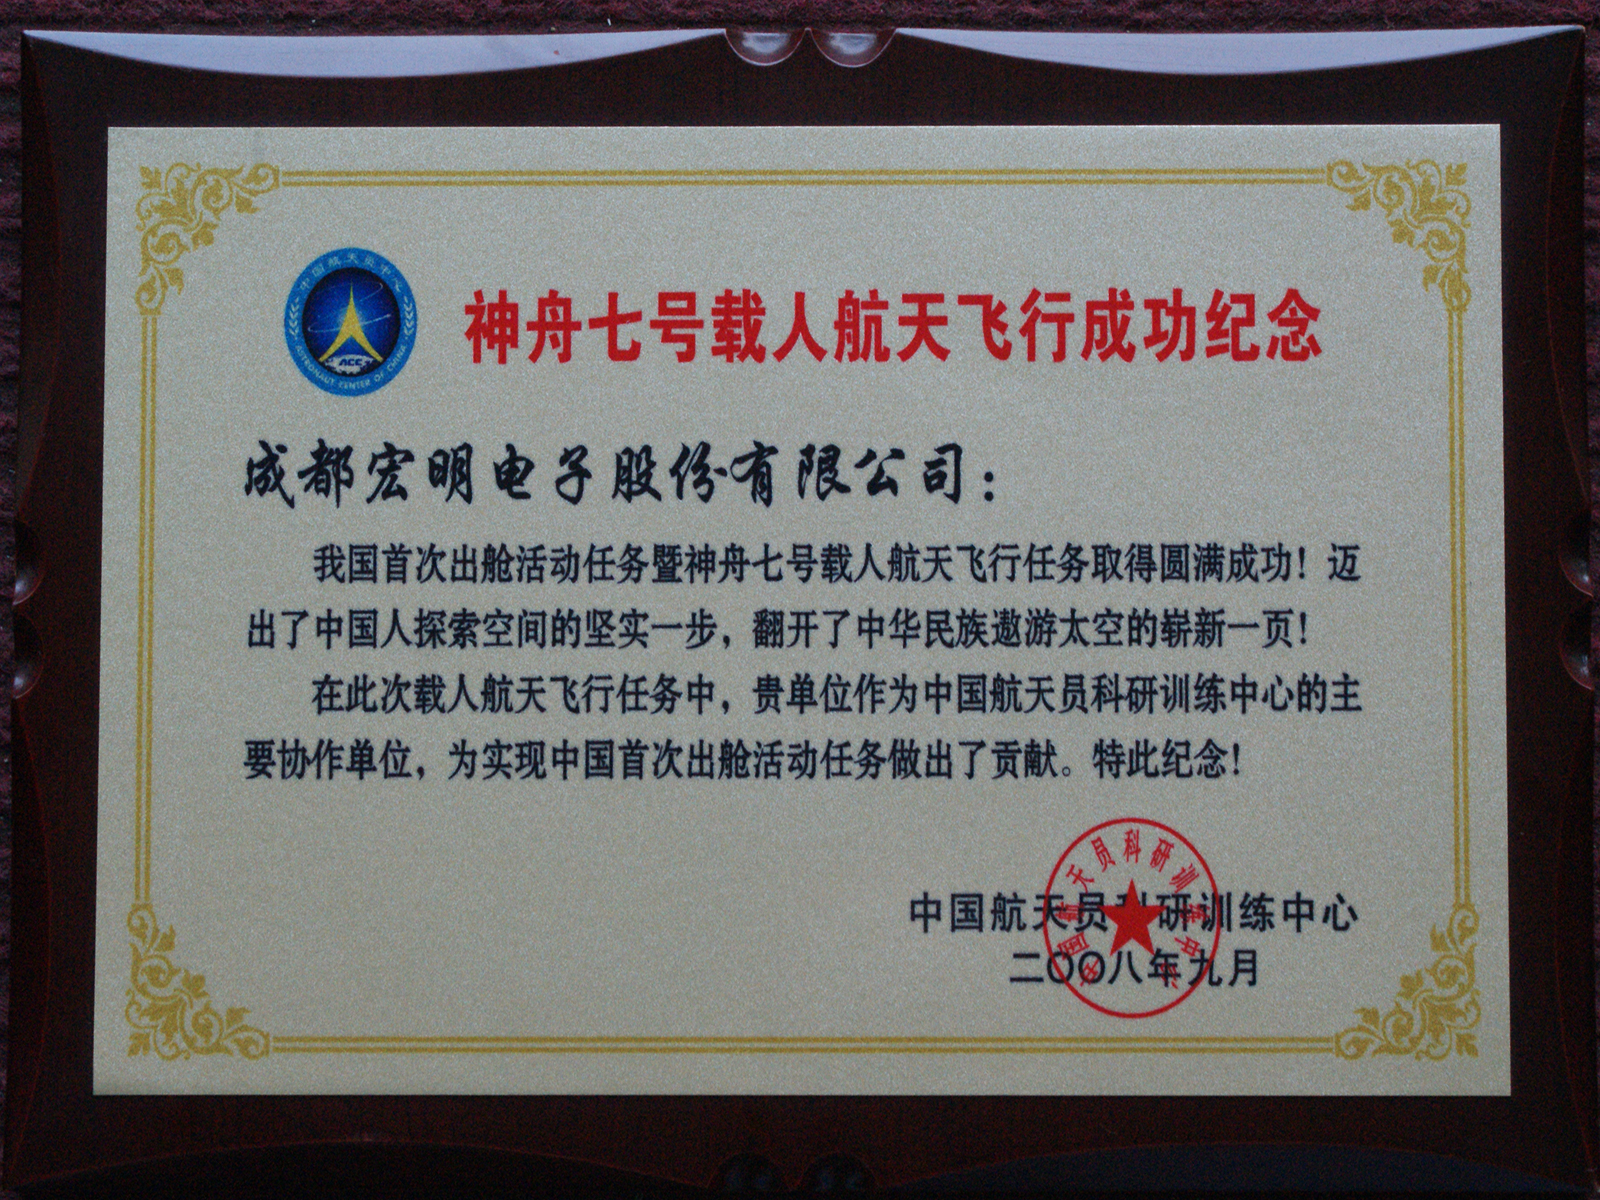 中国航天员中心
ACC
ASTRONAUT CENTER OF CHINA
神舟七号载人航天飞行成功纪念
成都宏明电子股份有限公司：
我国首次出舱活动任务暨神舟七号载人航天飞行任务取得圆满成功！迈
出了中国人探索空间的坚实一步，翻开了中华民族遨游太空的崭新一页！
在此次载人航天飞行任务中，贵单位作为中国航天员科研训练中心的主
要协作单位，为实现中国首次出舱活动任务做出了贡献。特此纪念！
中国航天员科研训练中心
二〇〇八年九月
中国航天员科研训练中心